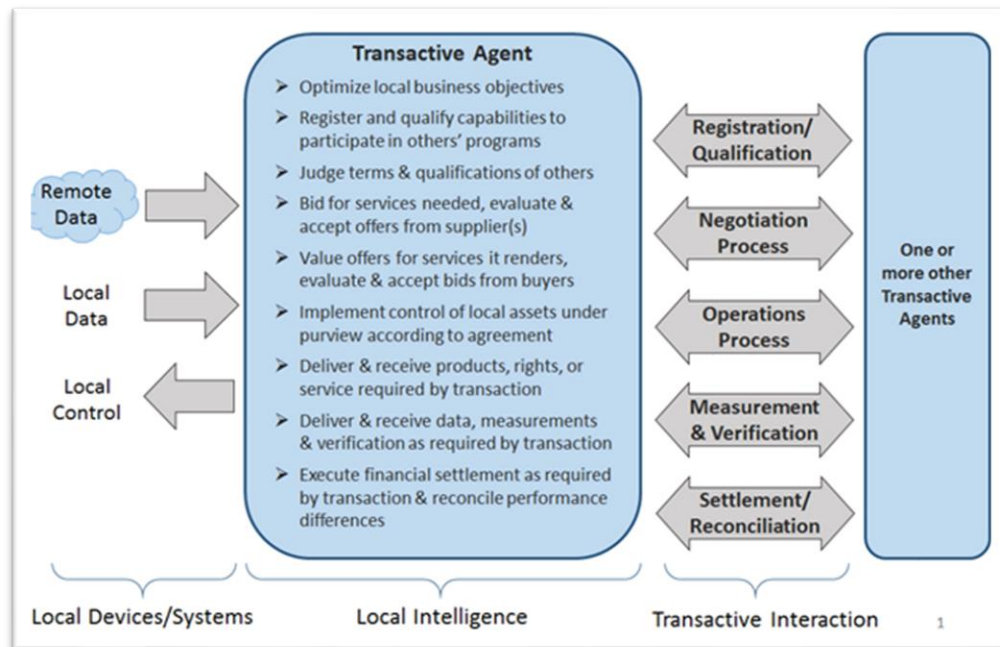 Transactive Agent
➤ Optimize local business objectives
➤ Register and qualify capabilities to
participate in others' programs
➤ Judge terms & qualifications of others
➤ Bid for services needed, evaluate &
accept offers from supplier(s)
➤ Value offers for services it renders,
evaluate & accept bids from buyers
➤ Implement control of local assets under
purview according to agreement
➤ Deliver & receive products, rights, or
service required by transaction
➤ Deliver & receive data, measurements
& verification as required by transaction
➤ Execute financial settlement as required
by transaction & reconcile performance
differences
Remote
Data
Local
Data
Local
Control
Registration/
Qualification
Negotiation
Process
Operations
Process
Measurement
& Verification
Settlement/
Reconciliation
One or
more other
Transactive
Agents
Local Devices/Systems
Local Intelligence
Transactive Interaction
1